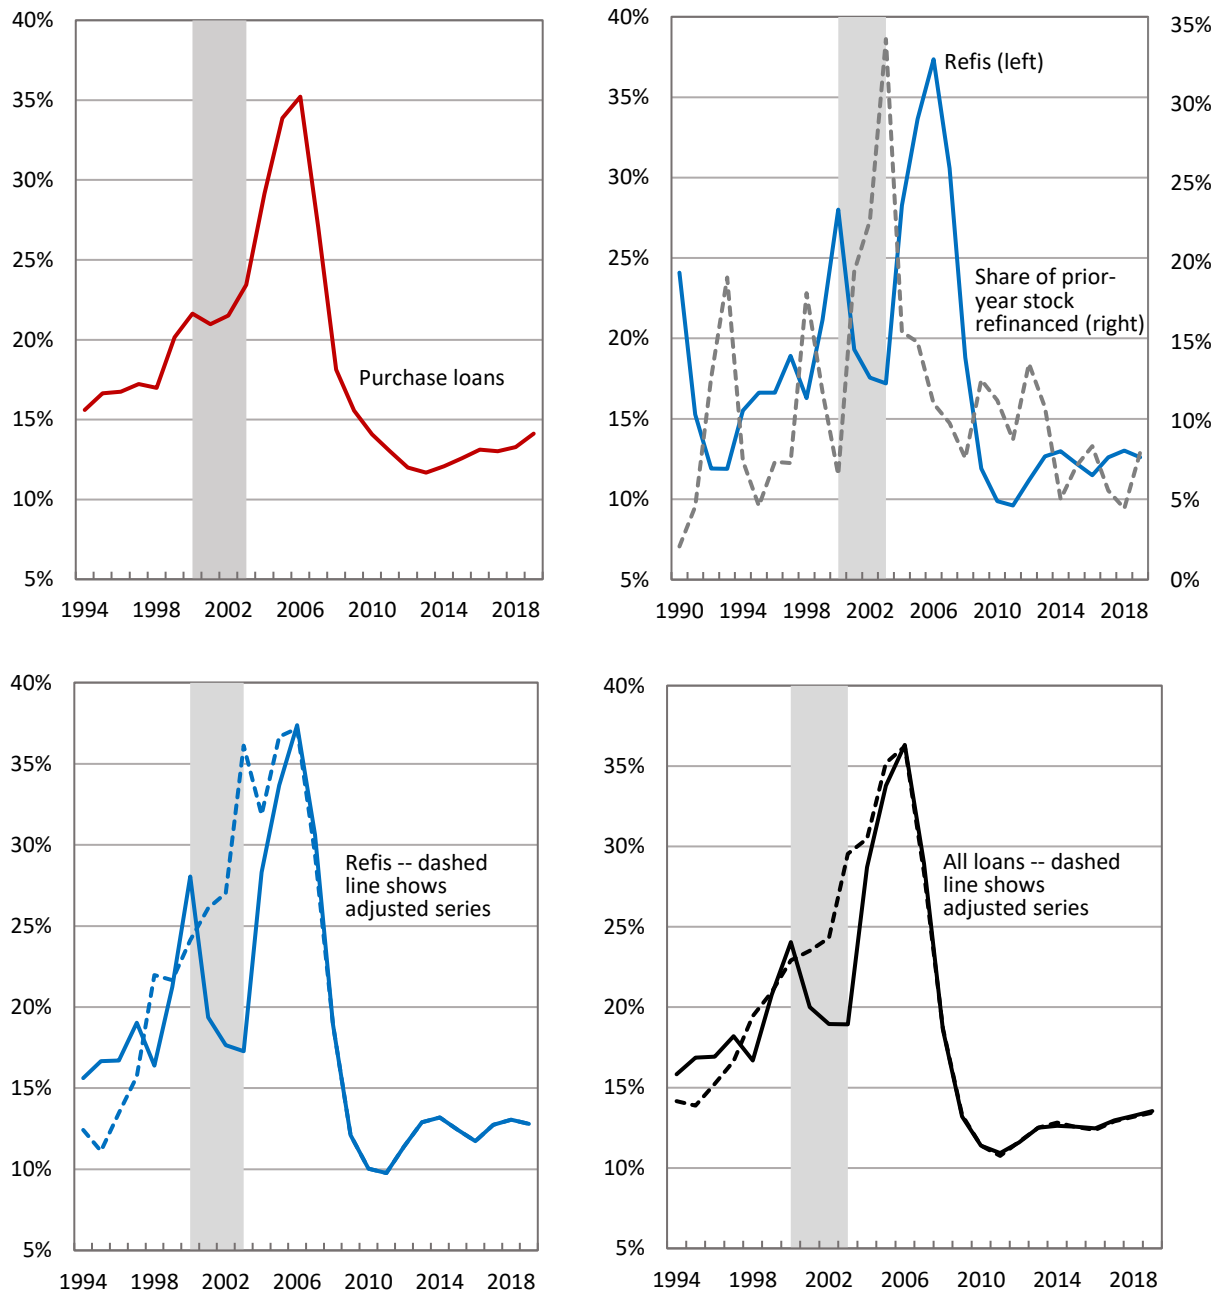 40%
35%
30%
25%
20%
15%
10%
5%
Purchase loans
1994 1998 2002 2006 2010 2014 2018
40%
35%
30%
25%
20%
15%
10%
5%
Refis (left)
Share of prior-
year stock
refinanced (right)
35%
30%
25%
20%
15%
10%
5%
0%
1990 1994 1998 2002 2006 2010 2014 2018
40%
35%
30%
25%
20%
15%
10%
5%
Refis -- dashed
line shows
adjusted series
1994 1998 2002 2006 2010 2014 2018
40%
35%
30%
25%
20%
15%
10%
5%
All loans -- dashed
line shows
adjusted series
1994 1998 2002 2006 2010 2014 2018